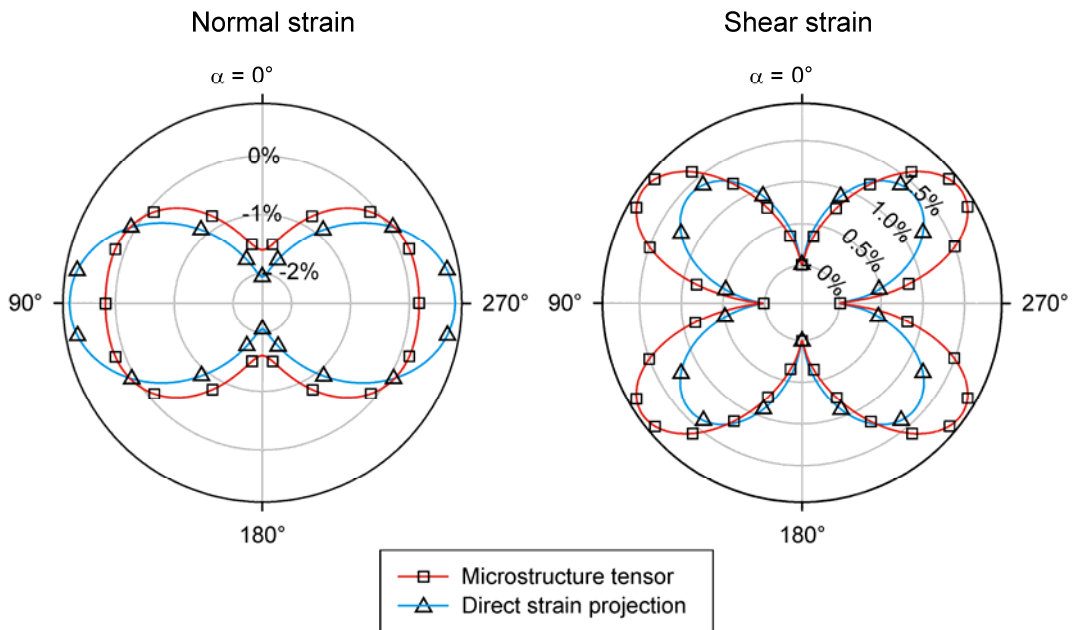 Normal strain
Shear strain
α = 0°
α = 0°
0%
-1%
-2%
90°
270°
180°
1.5%
1.0%
0.5%
0%
90°
270°
180°
Microstructure tensor
Direct strain projection